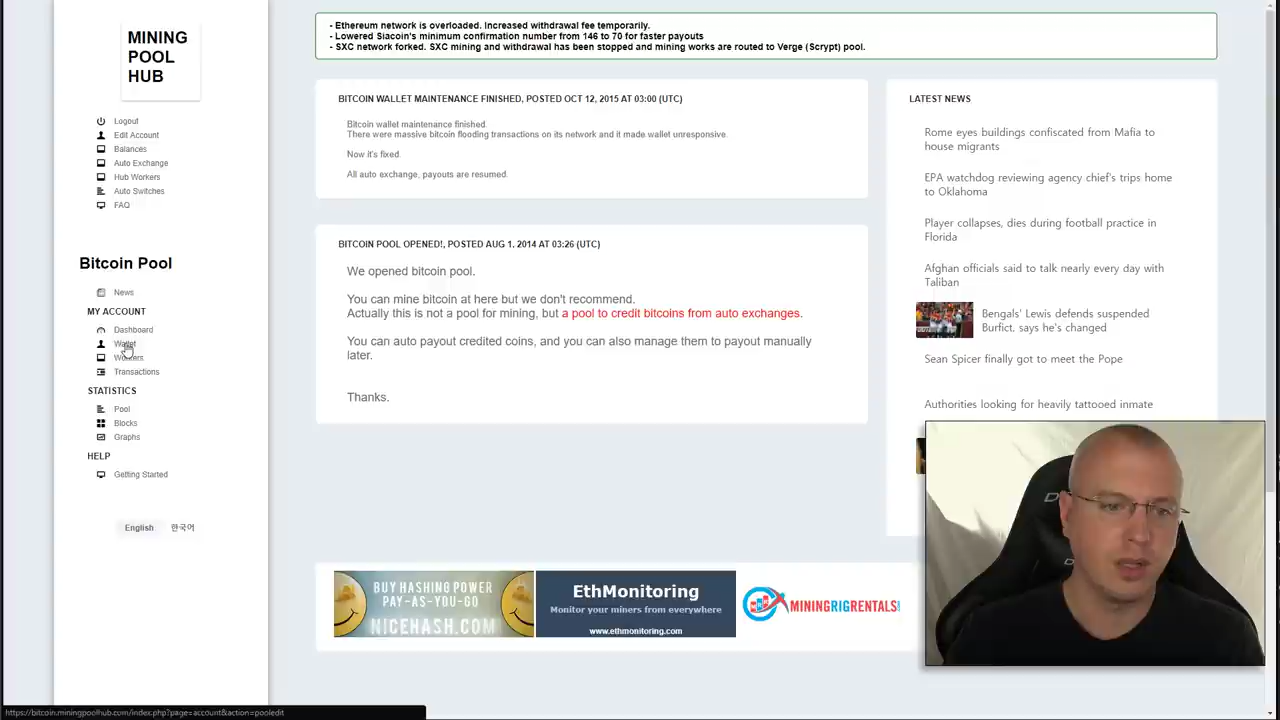 - Ethereum network is overloaded. Increased withdrawal fee temporarily.
- Lowered Siacoin's minimum confirmation number from 146 to 70 for faster payouts
- SXC network forked. SXC mining and withdrawal has been stopped and mining works are routed to Verge (Scrypt) pool.
MINING
POOL
HUB
Logout
Edit Account
Balances
Auto Exchange
Hub Workers
Auto Switches
FAQ
Bitcoin Pool
News
MY ACCOUNT
Dashboard
Wallet
Workers
Transactions
STATISTICS
Pool
Blocks
Graphs
HELP
Getting Started
English
한국어
BITCOIN WALLET MAINTENANCE FINISHED, POSTED OCT 12, 2015 AT 03:00 (UTC)
Bitcoin wallet maintenance finished.
There were massive bitcoin flooding transactions on its network and it made wallet unresponsive.
Now it's fixed.
All auto exchange, payouts are resumed.
BITCOIN POOL OPENED!, POSTED AUG 1, 2014 AT 03:26 (UTC)
We opened bitcoin pool.
You can mine bitcoin at here but we don't recommend.
Actually this is not a pool for mining, but a pool to credit bitcoins from auto exchanges.
You can auto payout credited coins, and you can also manage them to payout manually
later.
Thanks.
LATEST NEWS
Rome eyes buildings confiscated from Mafia to
house migrants
EPA watchdog reviewing agency chief's trips home
to Oklahoma
Player collapses, dies during football practice in
Florida
Afghan officials said to talk nearly every day with
Taliban
Bengals' Lewis defends suspended
Burfict, says he's changed
Sean Spicer finally got to meet the Pope
Authorities looking for heavily tattooed inmate
BUY HASHING POWER
PAY-AS-YOU-GO
NICEHASH.COM
EthMonitoring
Monitor your miners from everywhere
www.ethmonitoring.com
MININGRIGRENTALS
https://bitcoin.miningpoolhub.com/index.php?page=account&action=pooledit